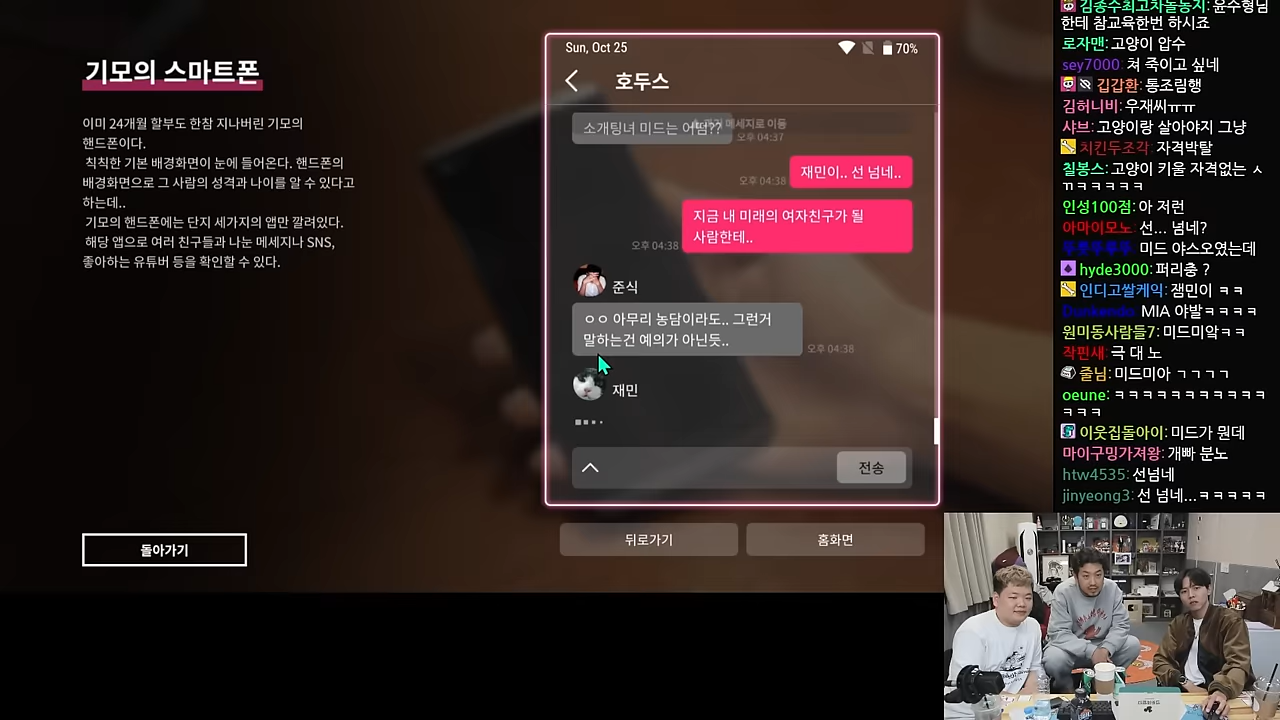 기모의 스마트폰
이미 24개월 할부도 한참 지나버린 기모의
핸드폰이다.
칙칙한 기본 배경화면이 눈에 들어온다. 핸드폰의
배경화면으로 그 사람의 성격과 나이를 알 수 있다고
하는데..
기모의 핸드폰에는 단지 세가지의 앱만 깔려있다.
해당 앱으로 여러 친구들과 나눈 메세지나 SNS,
좋아하는 유튜버 등을 확인할 수 있다.
돌아가기
Sun, Oct 25
70%
호두스
소개팅녀 미드는 어떰??
메세지로 이동
오후 04:37
재민이.. 선 넘네..
오후 04:38
지금 내 미래의 여자친구가 될
사람한테..
오후 04:38
준식
ㅇㅇ 아무리 농담이라도.. 그런거
말하는건 예의가 아닌듯..
오후 04:38
재민
전송
뒤로가기
홈화면
김종수최고차돌농지: 윤수형님
한테 참교육한번 하시죠
로자맨: 고양이 압수
sey7000: 쳐 죽이고 싶네
김갑환: 통조림행
김허니비: 우재씨ㅠㅠ
샤브: 고양이랑 살아야지 그냥
치킨두조각: 자격박탈
칠봉스: 고양이 키울 자격없는 ㅅ
ㄲㅋㅋㅋㅋㅋ
인성100점: 아 저런
아마이모노: 선... 넘네?
미드 야스오였는데
hyde3000: 퍼리충 ?
인디고쌀케익: 잼민이 ㅋㅋ
Dunkendo: MIA 야발ㅋㅋㅋㅋ
원미동사람들7: 미드미앜ㅋㅋ
작핀새: 극 대 노
줄님: 미드미아 ㄱㄱㄱㄱ
oeune: ㅋㅋㅋㅋㅋㅋㅋㅋㅋㅋㅋ
ㅋㅋㅋ
이웃집돌아이: 미드가 뭔데
마이구밍가져왕: 개빠 분노
htw4535: 선넘네
jinyeong3: 선 넘네...ㅋㅋㅋㅋㅋ